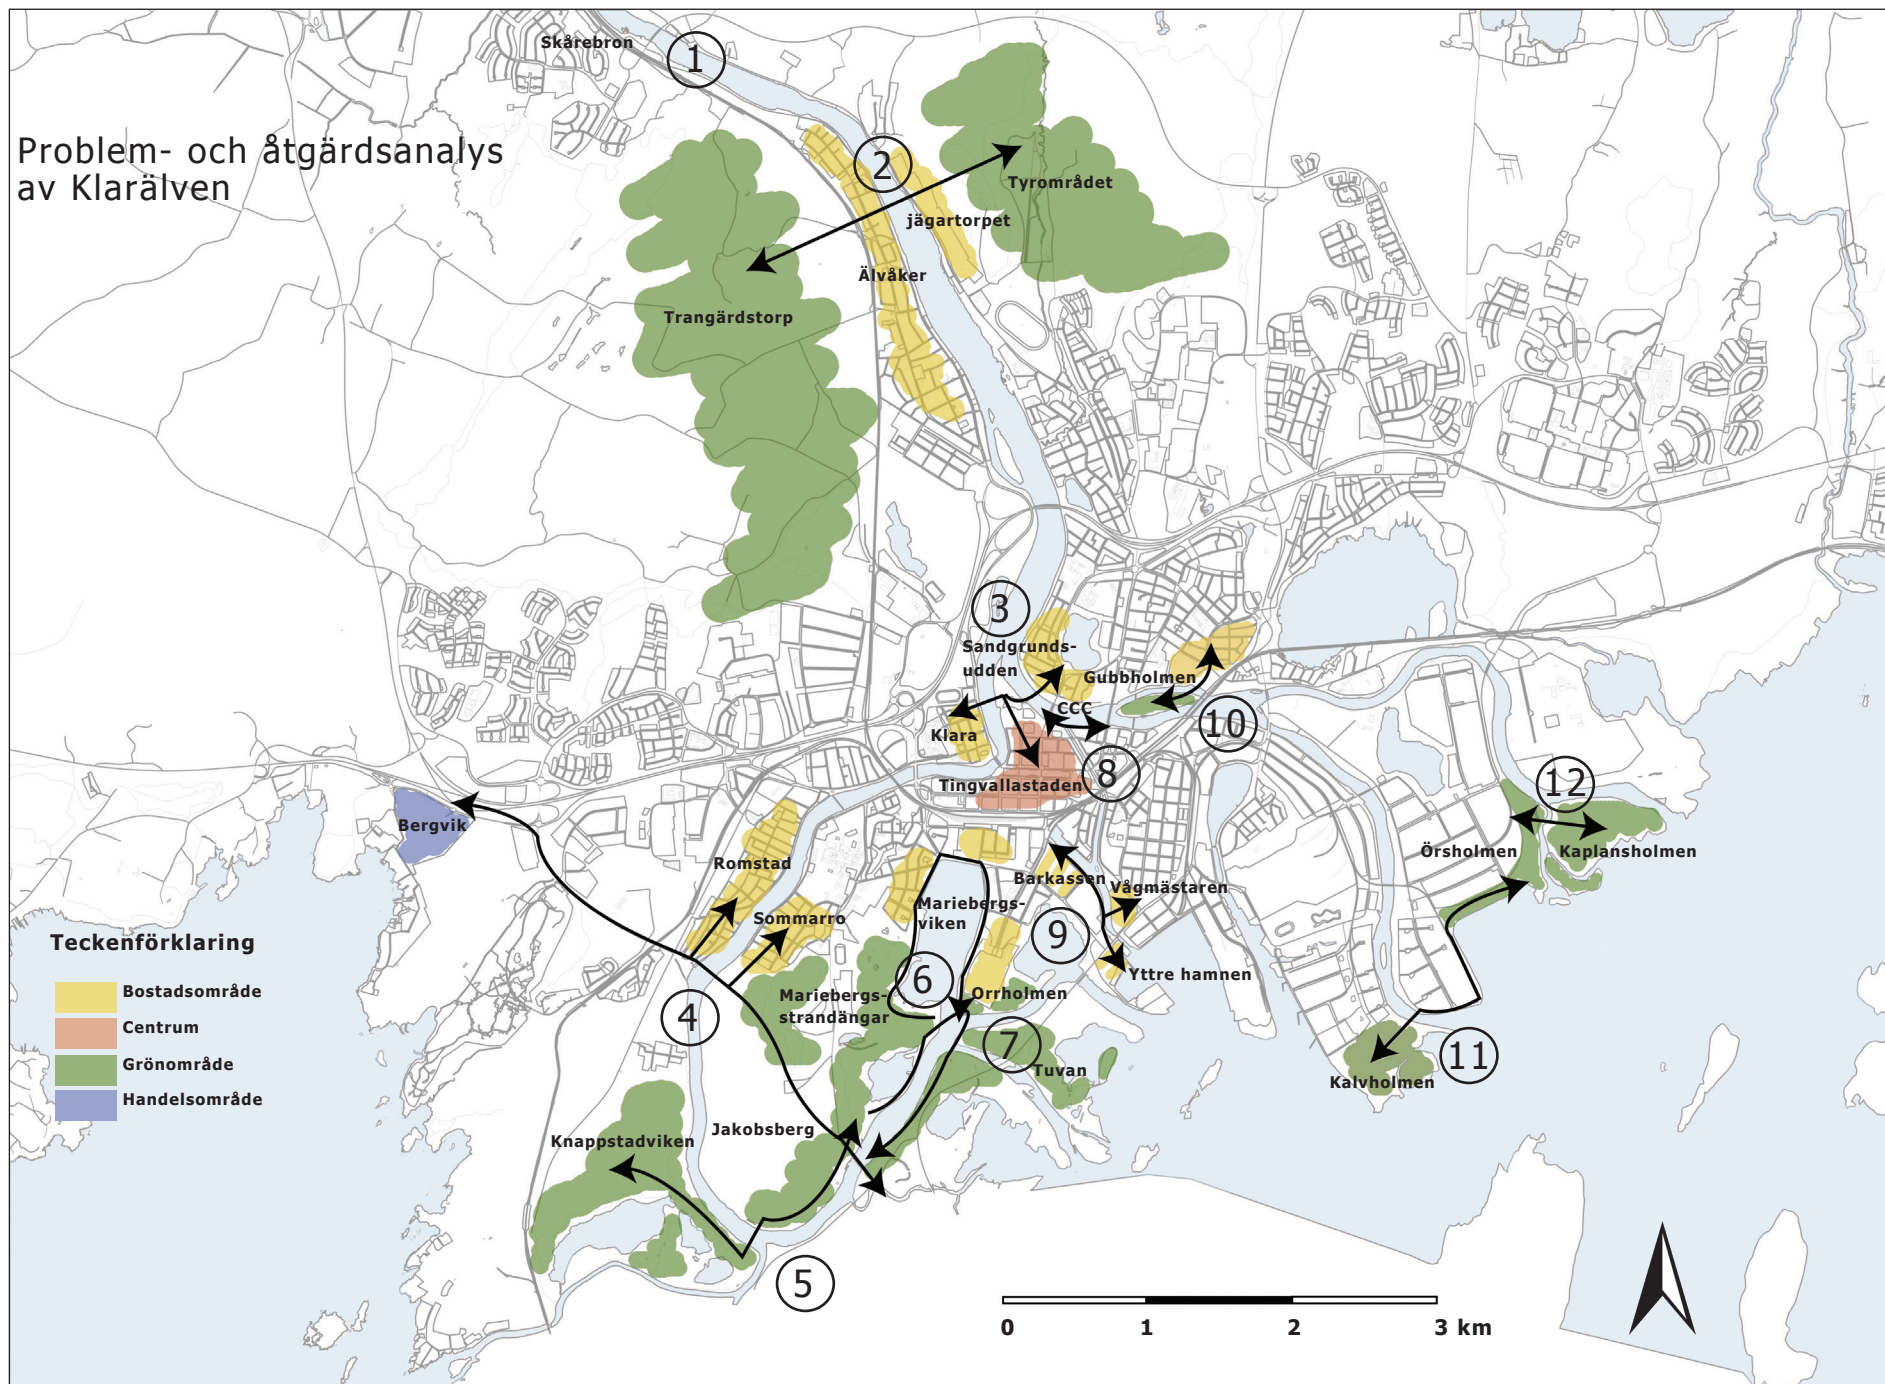 Skårebron
1
Problem- och åtgärdsanalys
av Klarälven
2
Tyrområdet
jägartorpet
Älvåker
Trangärdstorp
3
Sandgrunds-
udden
Gubbholmen
CCC
Klara
10
8
Tingvallastaden
12
Bergvik
Örsholmen
Kaplansholmen
Romstad
Barkassen
Vågmästaren
Sommarro
Mariebergs-
viken
9
Teckenförklaring
Bostadsområde
Centrum
Grönområde
Handelsområde
6
Yttre hamnen
Mariebergs-
strandängar
Orrholmen
4
7
Tuvan
11
Kalvholmen
Jakobsberg
Knappstadviken
5
0 1 2 3 km